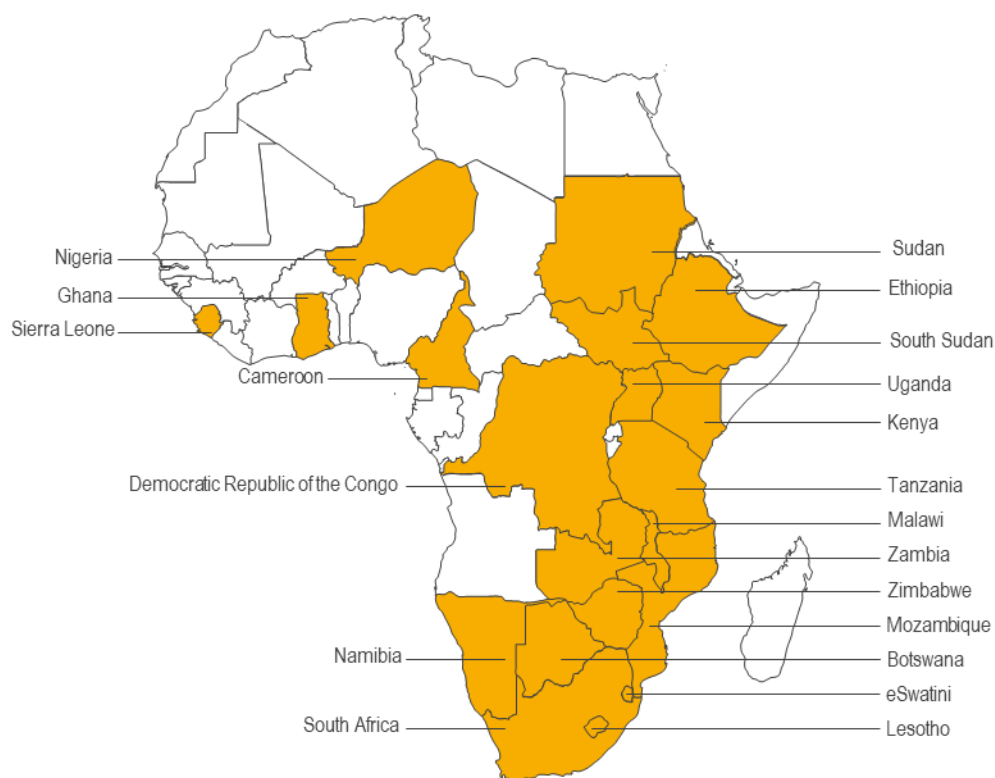 Nigeria
Ghana
Sierra Leone
Cameroon
Democratic Republic of the Congo
Namibia
South Africa
Sudan
Ethiopia
South Sudan
Uganda
Kenya
Tanzania
Malawi
Zambia
Zimbabwe
Mozambique
Botswana
eSwatini
Lesotho